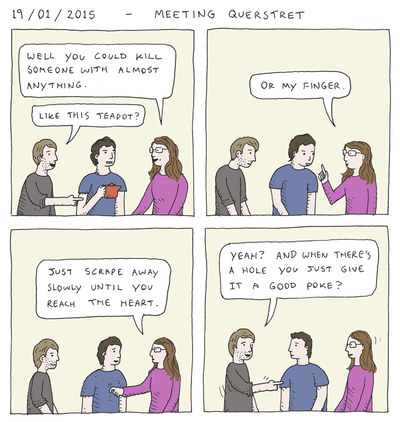 19/01/2015 - MEETING QUERSTRET
WELL YOU COULD KILL
SOMEONE WITH ALMOST
ANYTHING.
LIKE THIS TEAPOT?
OR MY FINGER.
JUST SCRAPE AWAY
SLOWLY UNTIL YOU
REACH THE HEART.
YEAH? AND WHEN THERE'S
A HOLE YOU JUST GIVE
IT A GOOD POKE?